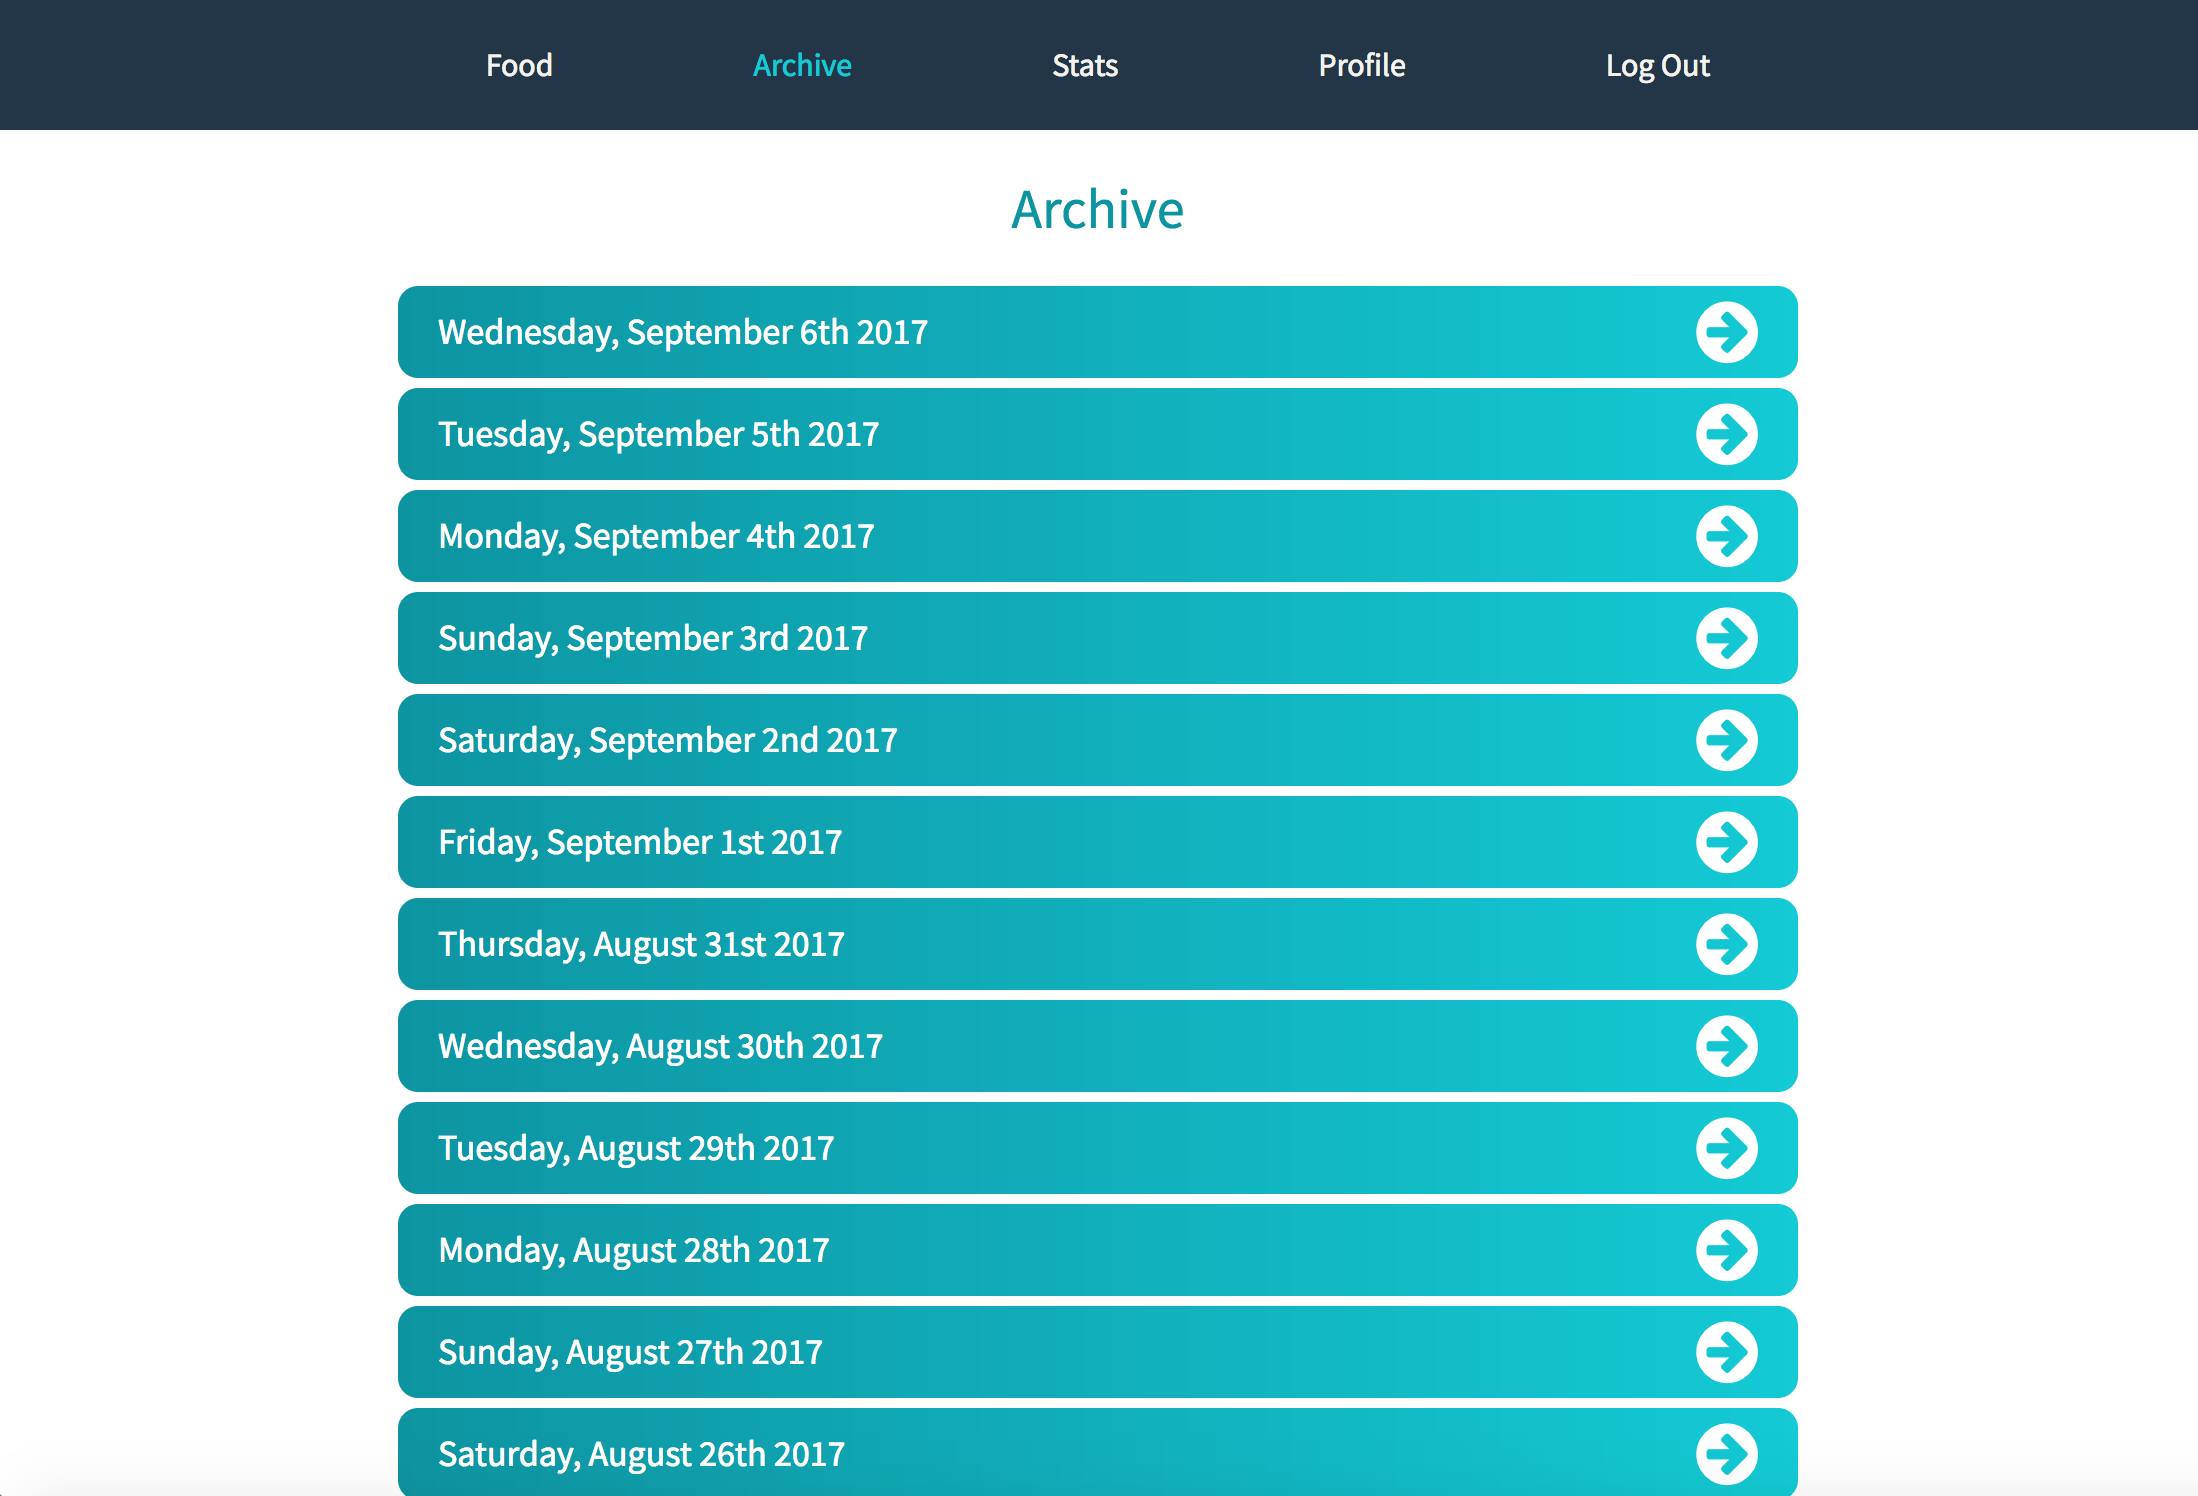 Food Archive Stats Profile Log Out
Archive
Wednesday, September 6th 2017
Tuesday, September 5th 2017
Monday, September 4th 2017
Sunday, September 3rd 2017
Saturday, September 2nd 2017
Friday, September 1st 2017
Thursday, August 31st 2017
Wednesday, August 30th 2017
Tuesday, August 29th 2017
Monday, August 28th 2017
Sunday, August 27th 2017
Saturday, August 26th 2017